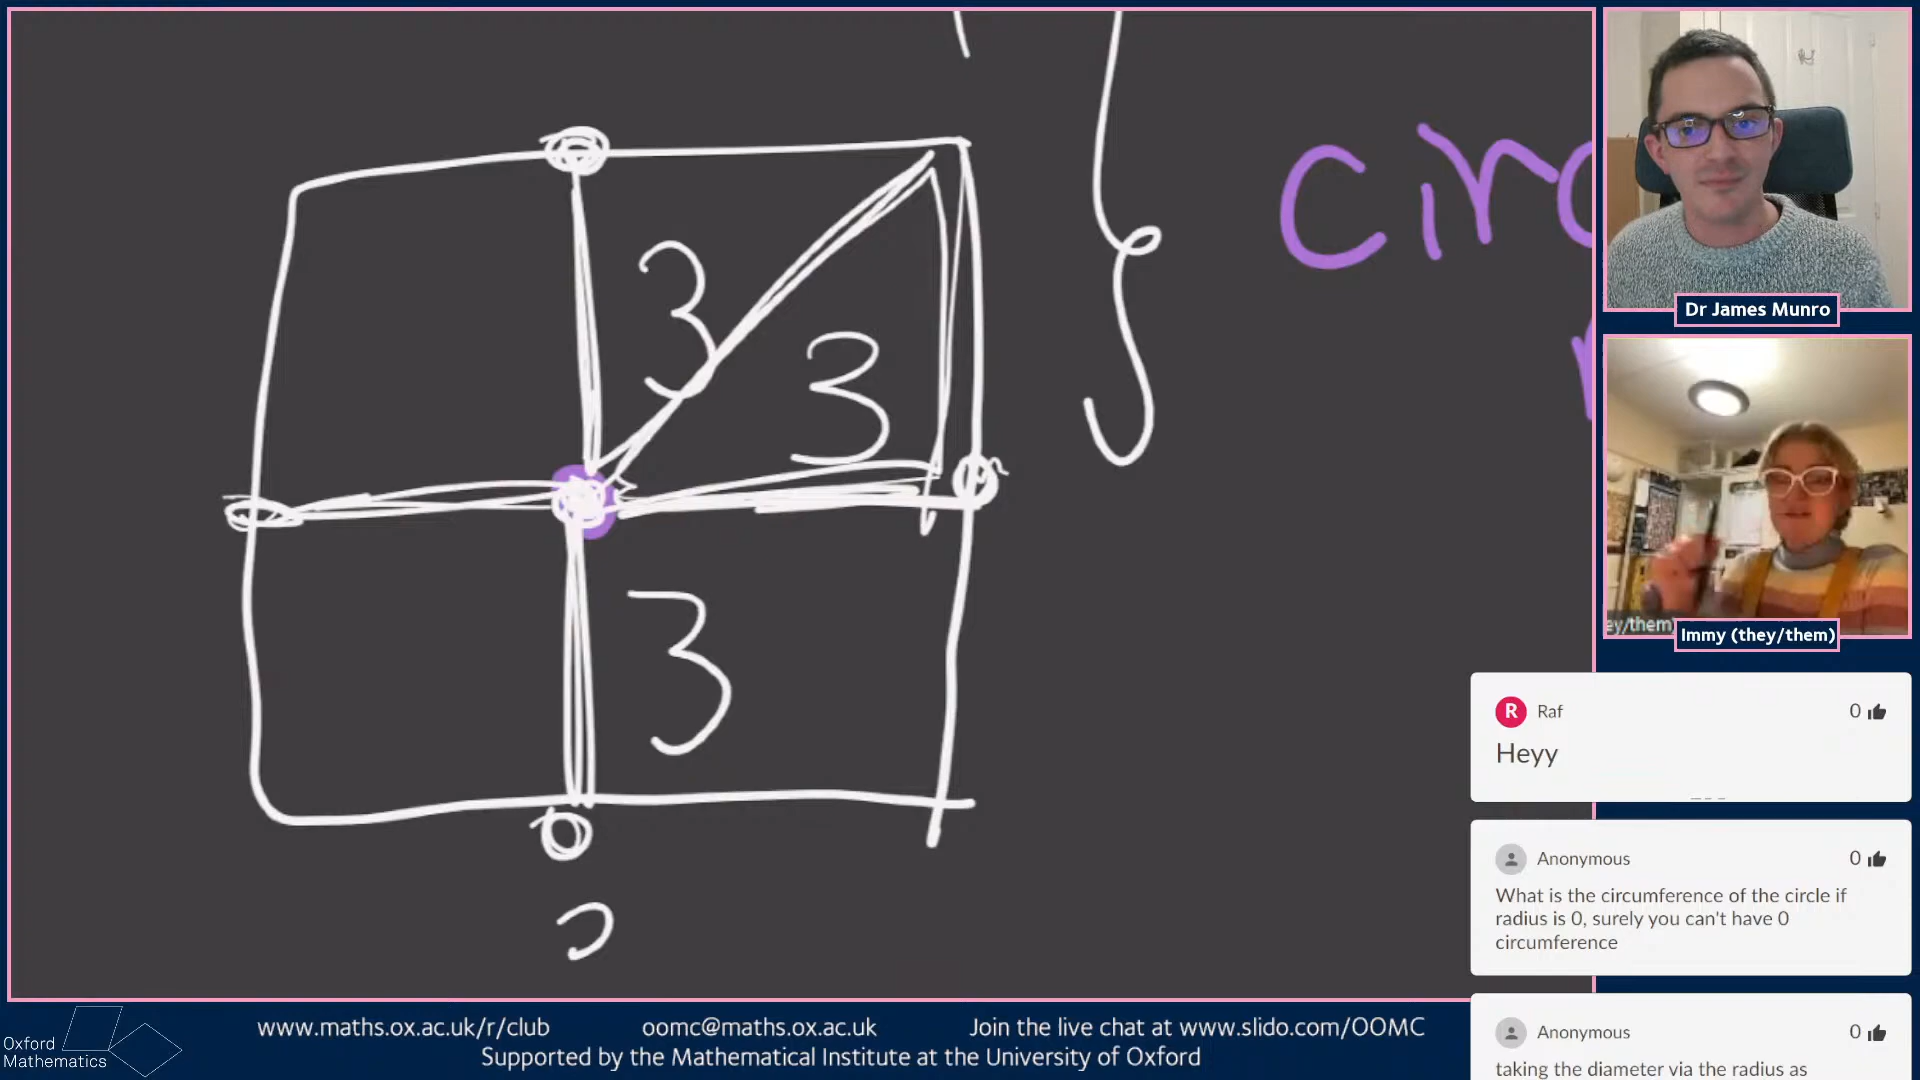 circ
3
3
3
Dr James Munro
Immy (they/them)
R Raf 0
Heyy
Anonymous 0
What is the circumference of the circle if
radius is 0, surely you can't have 0
circumference
Anonymous 0
taking the diameter via the radius as
Oxford
Mathematics
www.maths.ox.ac.uk/r/club oomc@maths.ox.ac.uk Join the live chat at www.slido.com/OOMC
Supported by the Mathematical Institute at the University of Oxford